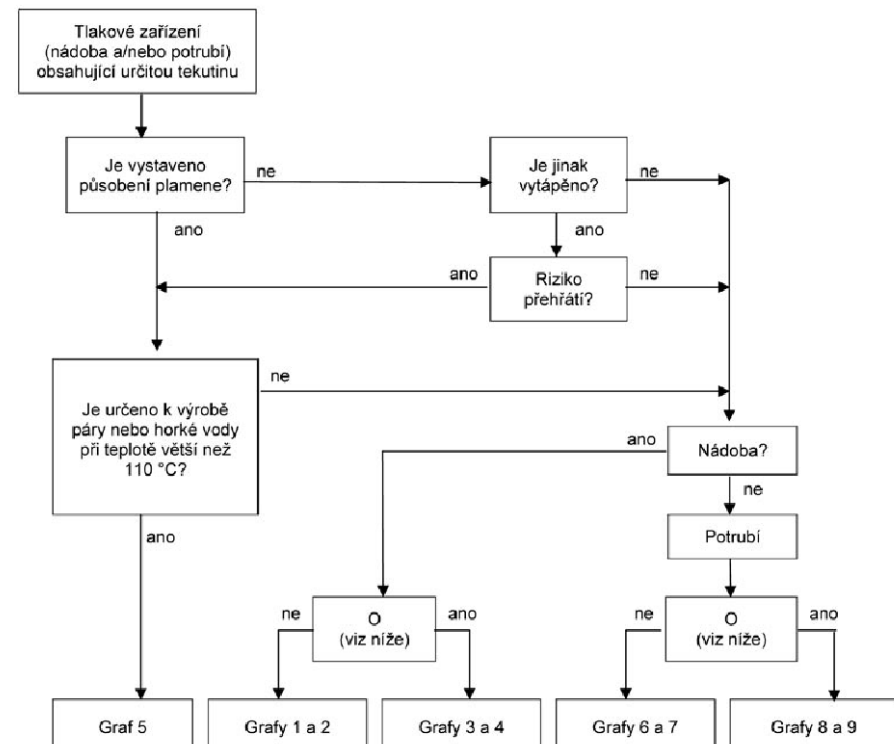 Tlakové zařízení
(nádoba a/nebo potrubí)
obsahující určitou tekutinu
Je vystaveno
působení plamene?
ne
Je jinak
vytápěno?
ne
ano
ano
ano
Riziko
přehřátí?
ne
Je určeno k výrobě
páry nebo horké vody
při teplotě větší než
110 °C?
ne
ano
Nádoba?
ne
ano
Potrubí
ne
O
(viz níže)
ano
ne
O
(viz níže)
ano
Graf 5
Grafy 1 a 2
Grafy 3 a 4
Grafy 6 a 7
Grafy 8 a 9